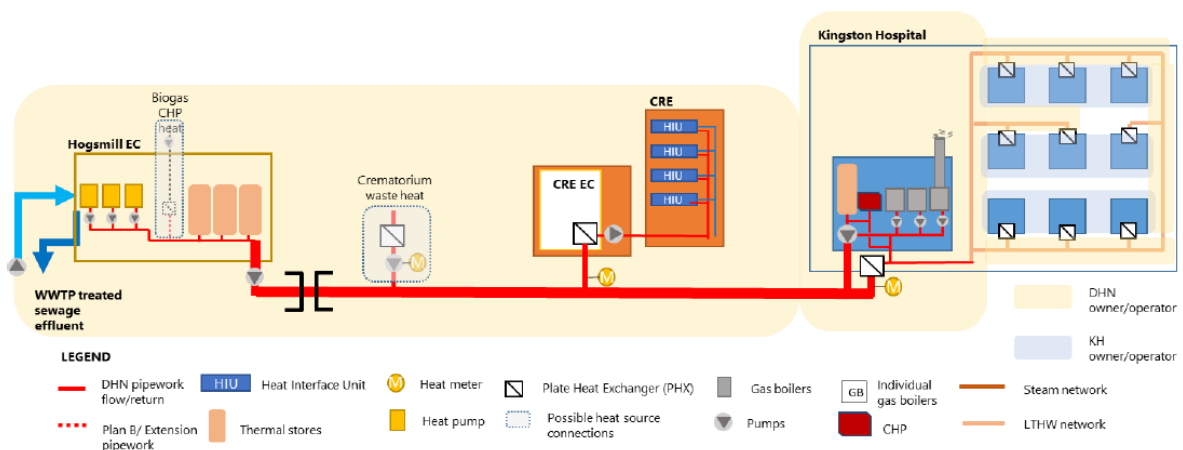 Kingston Hospital
Biogas
CHP
heat
Hogsmill EC
CRE
HIU
HIU
HIU
HIU
Crematorium
waste heat
CRE EC
M
M
M
WWTP treated
sewage
effluent
DHN
owner/operator
KH
owner/operator
LEGEND
DHN pipework
flow/return
HIU
Heat Interface Unit
M
Heat meter
Plate Heat Exchanger (PHX)
Gas boilers
GB
Individual
gas boilers
Steam network
Plan B/ Extension
pipework
Thermal stores
Heat pump
Possible heat source
connections
Pumps
CHP
LTHW network